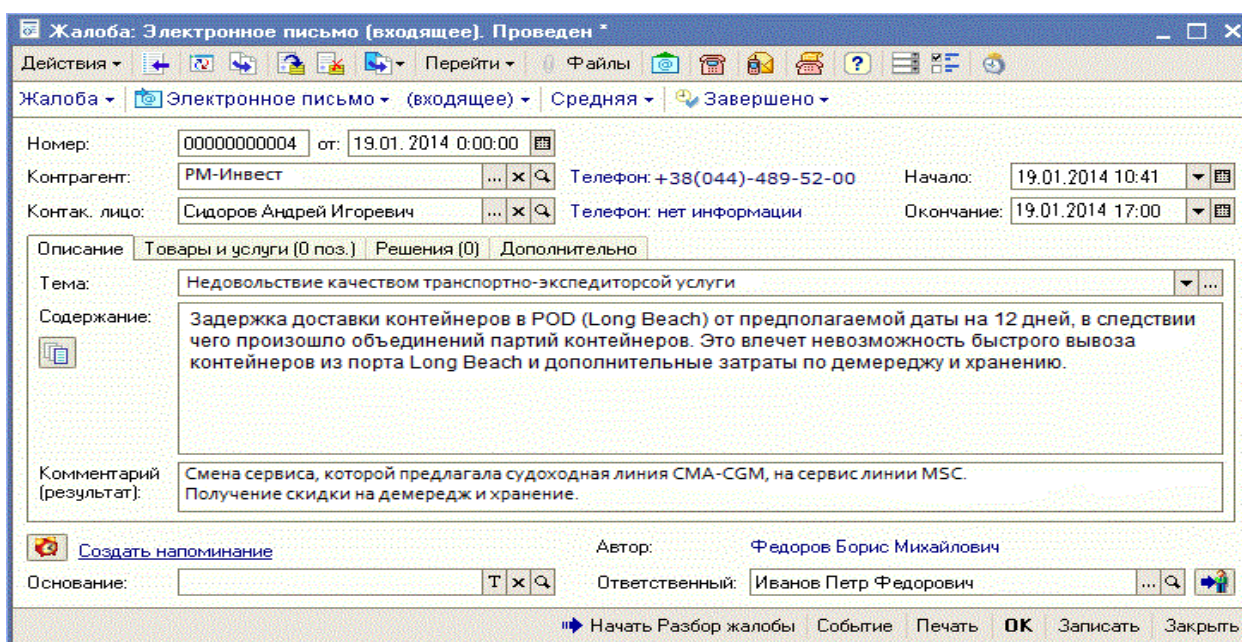 Жалоба: Электронное письмо (входящее). Проведен *
Действия Перейти Файлы
Жалоба Электронное письмо (входящее) Средняя Завершено
Номер: 00000000004 от: 19.01. 2014 0:00:00
Контрагент: РМ-Инвест ... Телефон: +38(044)-489-52-00 Начало: 19.01.2014 10:41
Контак. лицо: Сидоров Андрей Игоревич ... Телефон: нет информации Окончание: 19.01.2014 17:00
Описание Товары и услуги (0 поз.) Решения (0) Дополнительно
Тема: Недовольствие качеством транспортно-экспедиторсой услуги ...
Содержание: Задержка доставки контейнеров в POD (Long Beach) от предполагаемой даты на 12 дней, в следствии
чего произошло объединений партий контейнеров. Это влечет невозможность быстрого вывоза
контейнеров из порта Long Beach и дополнительные затраты по демереджу и хранению.
Комментарий (результат): Смена сервиса, которой предлагала судоходная линия CMA-CGM, на сервис линии MSC.
Получение скидки на демередж и хранение.
Создать напоминание Автор: Федоров Борис Михайлович
Основание: T Ответственный: Иванов Петр Федорович ...
Начать Разбор жалобы Событие Печать OK Записать Закрыть